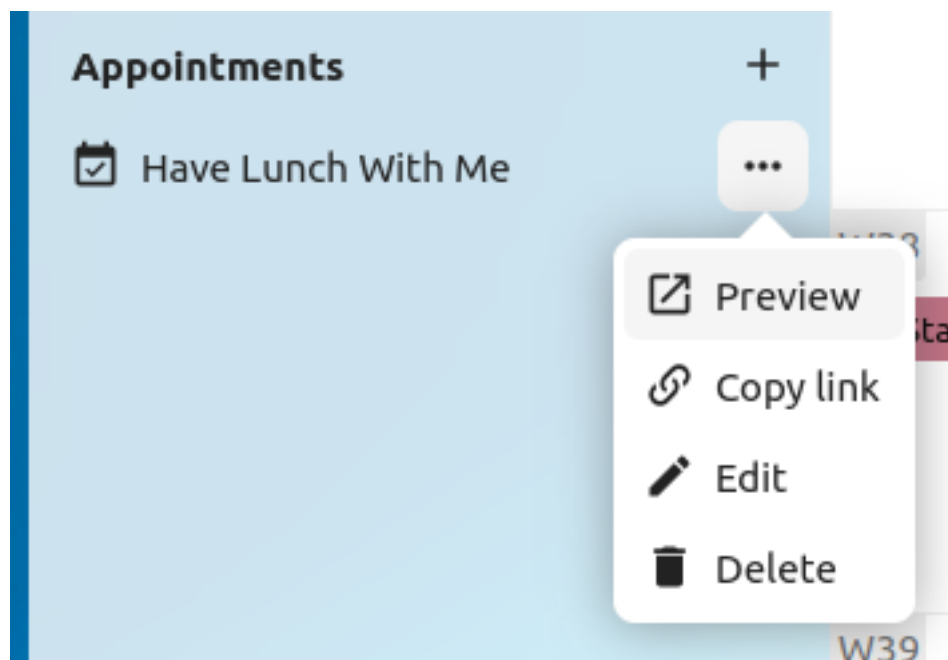 Appointments
Have Lunch With Me
Preview
Copy link
Edit
Delete
W39